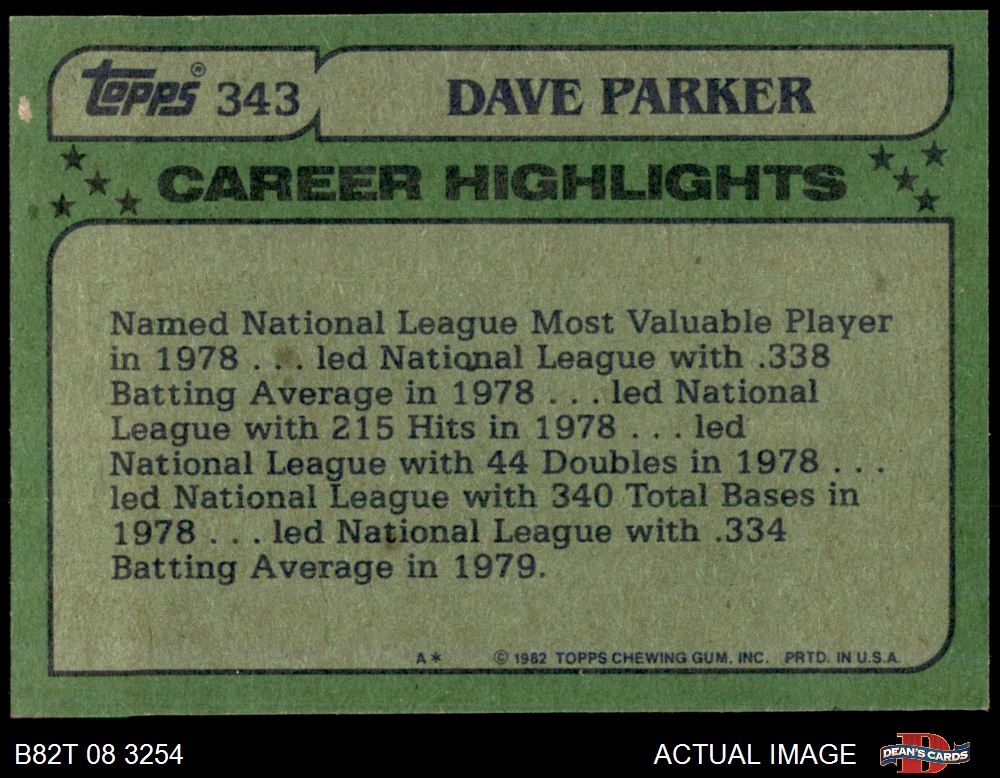 Topps® 343 DAVE PARKER
CAREER HIGHLIGHTS
Named National League Most Valuable Player
in 1978 . . . led National League with .338
Batting Average in 1978 . . . led National
League with 215 Hits in 1978 . . . led
National League with 44 Doubles in 1978 . . .
led National League with 340 Total Bases in
1978 . . . led National League with .334
Batting Average in 1979.
A* © 1982 TOPPS CHEWING GUM, INC. PRTD. IN U.S.A.
B82T 08 3254 ACTUAL IMAGE DEAN'S CARDS